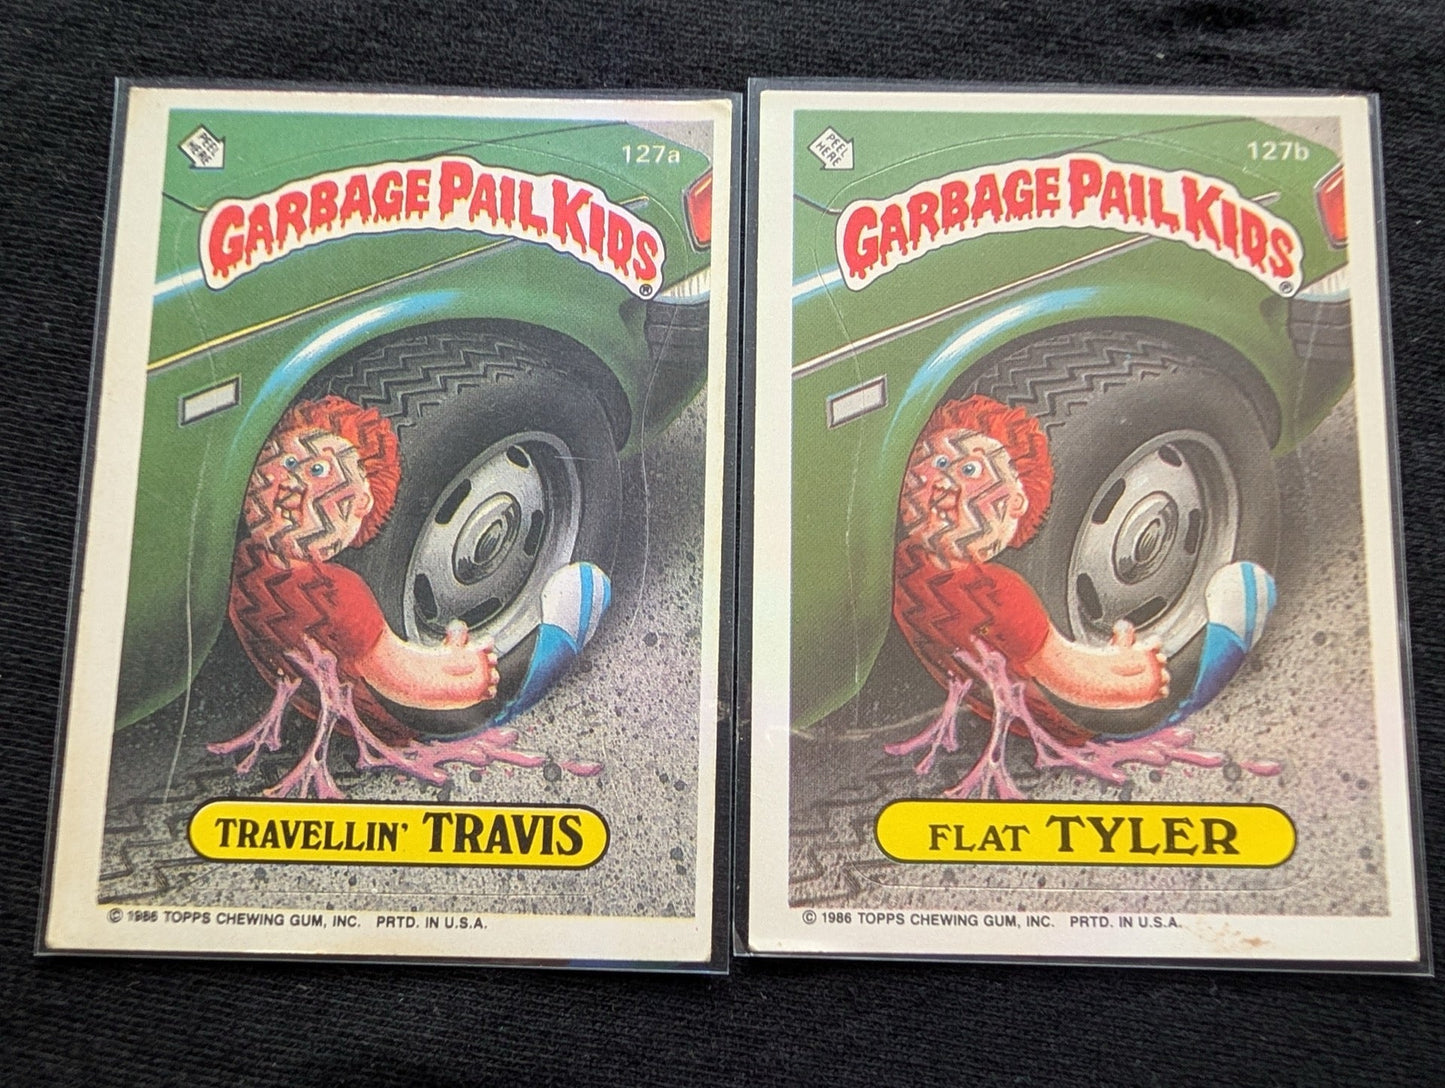 PEEL HERE
127a
GARBAGE PAIL KIDS
®
TRAVELLIN' TRAVIS
© 1986 TOPPS CHEWING GUM, INC. PRTD. IN U.S.A.
PEEL HERE
127b
GARBAGE PAIL KIDS
®
FLAT TYLER
© 1986 TOPPS CHEWING GUM, INC. PRTD. IN U.S.A.